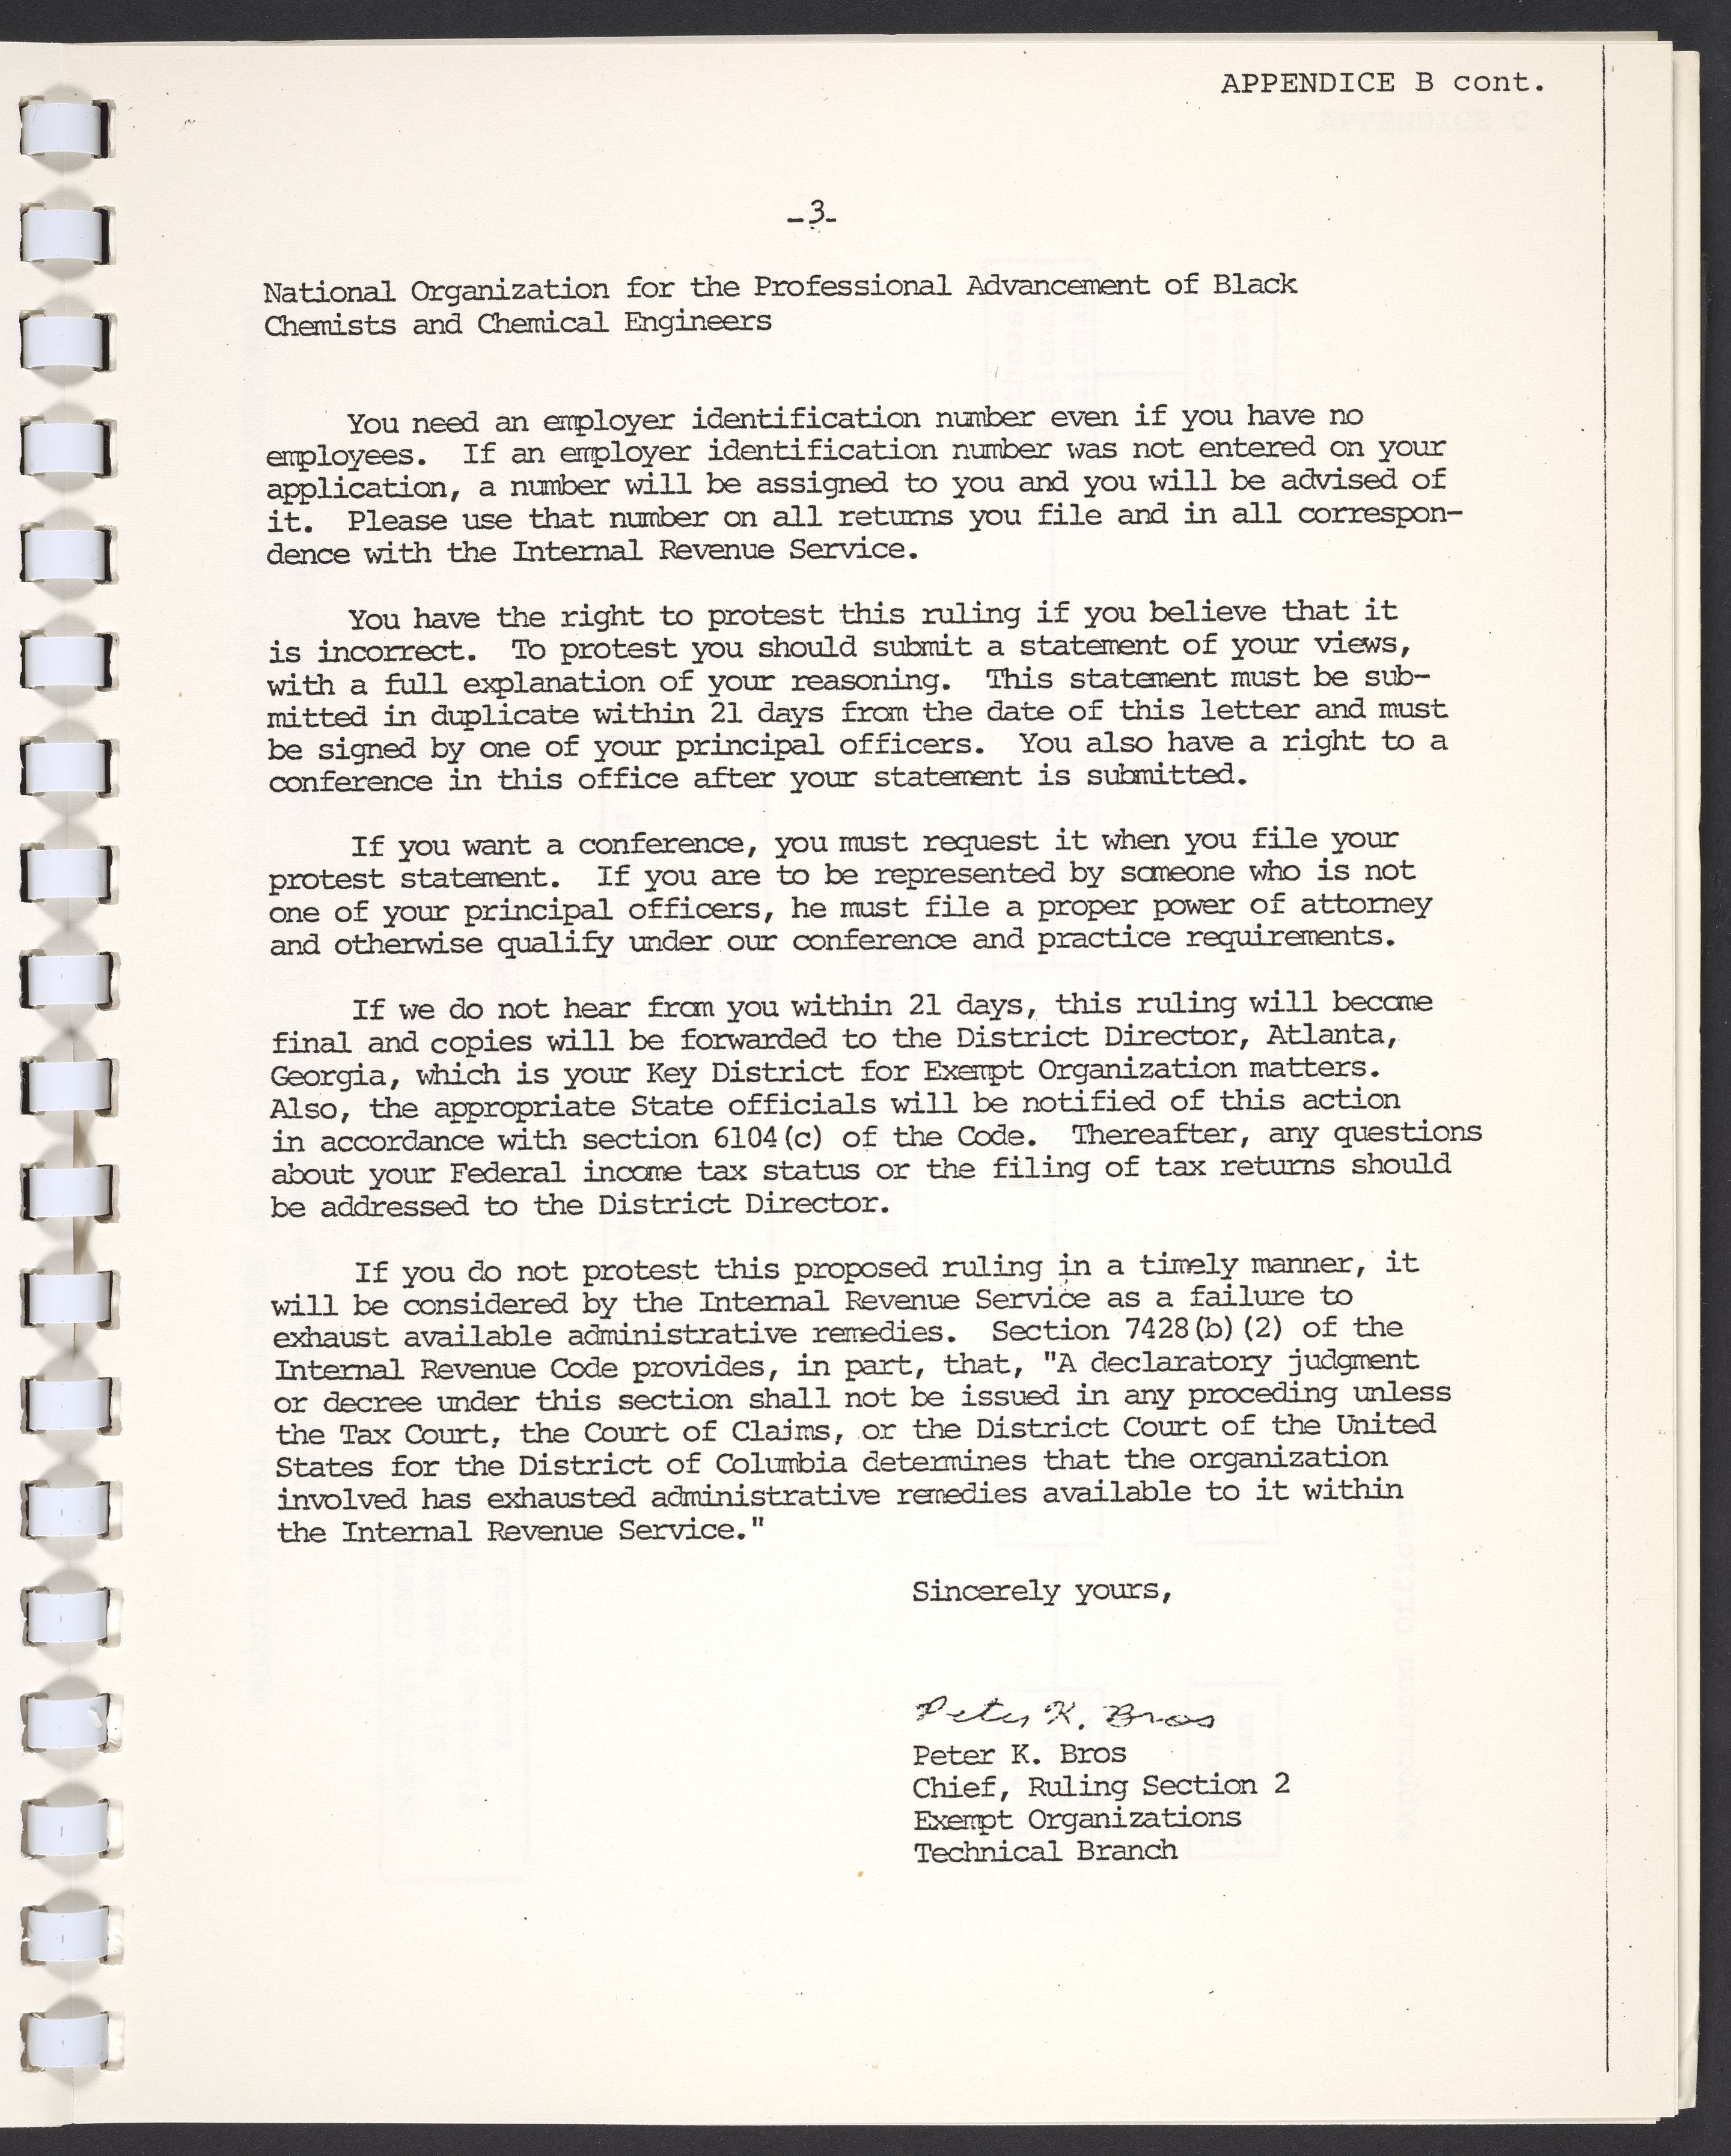 APPENDICE B cont.
-3-
National Organization for the Professional Advancement of Black
Chemists and Chemical Engineers
You need an employer identification number even if you have no
employees. If an employer identification number was not entered on your
application, a number will be assigned to you and you will be advised of
it. Please use that number on all returns you file and in all correspon-
dence with the Internal Revenue Service.
You have the right to protest this ruling if you believe that it
is incorrect. To protest you should submit a statement of your views,
with a full explanation of your reasoning. This statement must be sub-
mitted in duplicate within 21 days from the date of this letter and must
be signed by one of your principal officers. You also have a right to a
conference in this office after your statement is submitted.
If you want a conference, you must request it when you file your
protest statement. If you are to be represented by someone who is not
one of your principal officers, he must file a proper power of attorney
and otherwise qualify under our conference and practice requirements.
If we do not hear from you within 21 days, this ruling will become
final and copies will be forwarded to the District Director, Atlanta,
Georgia, which is your Key District for Exempt Organization matters.
Also, the appropriate State officials will be notified of this action
in accordance with section 6104(c) of the Code. Thereafter, any questions
about your Federal income tax status or the filing of tax returns should
be addressed to the District Director.
If you do not protest this proposed ruling in a timely manner, it
will be considered by the Internal Revenue Service as a failure to
exhaust available administrative remedies. Section 7428(b)(2) of the
Internal Revenue Code provides, in part, that, "A declaratory judgment
or decree under this section shall not be issued in any proceding unless
the Tax Court, the Court of Claims, or the District Court of the United
States for the District of Columbia determines that the organization
involved has exhausted administrative remedies available to it within
the Internal Revenue Service."
Sincerely yours,
Peter K. Bros
Peter K. Bros
Chief, Ruling Section 2
Exempt Organizations
Technical Branch